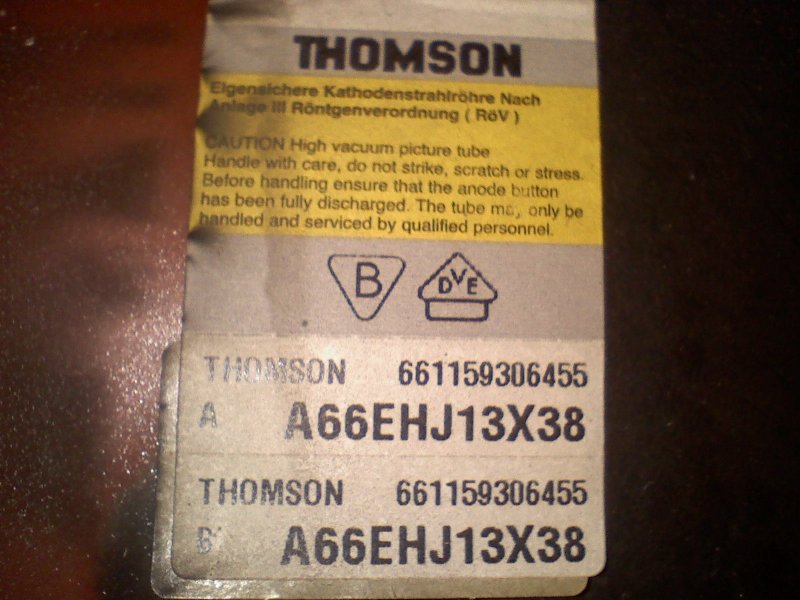 THOMSON
Eigensichere Kathodenstrahlröhre Nach
Anlage III Röntgenverordnung ( RöV )
CAUTION High vacuum picture tube
Handle with care, do not strike, scratch or stress.
Before handling ensure that the anode button
has been fully discharged. The tube may only be
handled and serviced by qualified personnel.
B
DVE
THOMSON 661159306455
A A66EHJ13X38
THOMSON 661159306455
B A66EHJ13X38